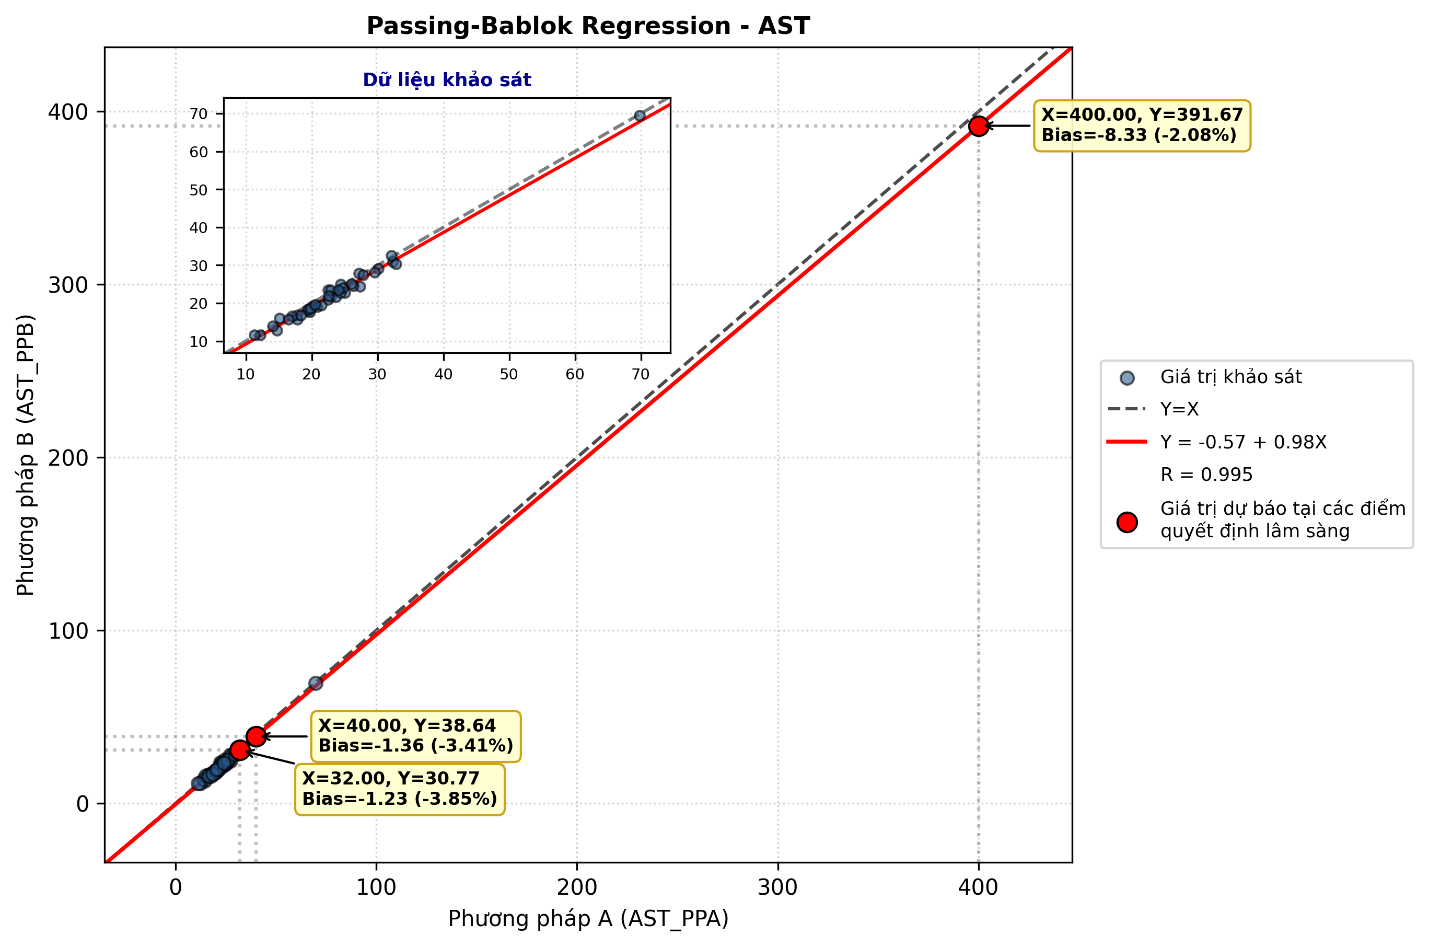 Passing-Bablok Regression - AST
Dữ liệu khảo sát
70
60
50
40
30
20
10
10 20 30 40 50 60 70
400
300
200
100
0
0 100 200 300 400
Phương pháp B (AST_PPB)
Phương pháp A (AST_PPA)
X=400.00, Y=391.67
Bias=-8.33 (-2.08%)
X=40.00, Y=38.64
Bias=-1.36 (-3.41%)
X=32.00, Y=30.77
Bias=-1.23 (-3.85%)
Giá trị khảo sát
Y=X
Y = -0.57 + 0.98X
R = 0.995
Giá trị dự báo tại các điểm
quyết định lâm sàng